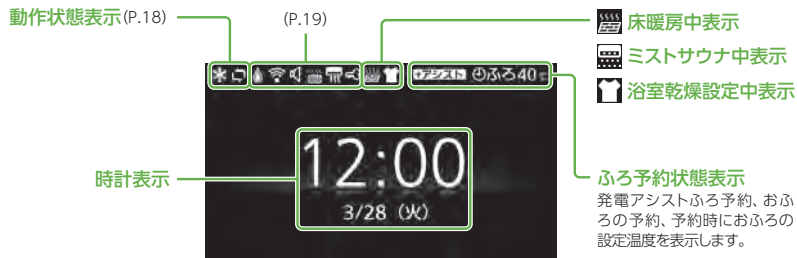 動作状態表示(P.18)
(P.19)
床暖房中表示
ミストサウナ中表示
浴室乾燥設定中表示
+アシスト ふろ40℃
12:00
3/28 (火)
時計表示
ふろ予約状態表示
発電アシストふろ予約、おふ
ろの予約、予約時におふろの
設定温度を表示します。